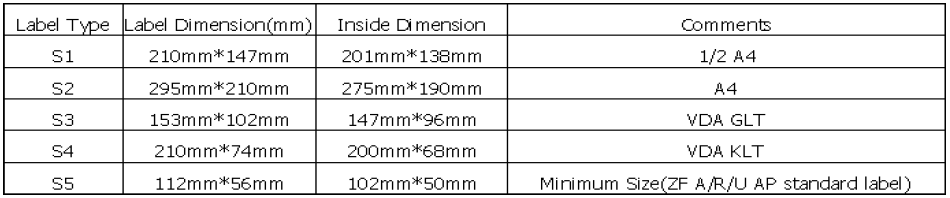 Label Type Label Dimension(mm) Inside Dimension Comments
S1 210mm*147mm 201mm*138mm 1/2 A4
S2 295mm*210mm 275mm*190mm A4
S3 153mm*102mm 147mm*96mm VDA GLT
S4 210mm*74mm 200mm*68mm VDA KLT
S5 112mm*56mm 102mm*50mm Minimum Size(ZF A/R/U AP standard label)